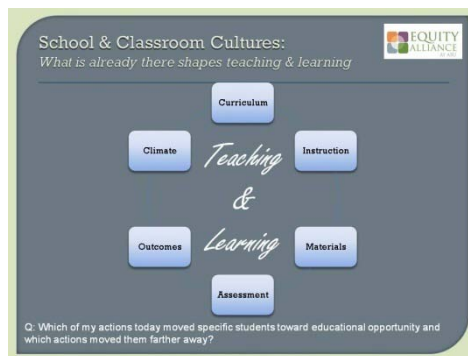 School & Classroom Cultures:
What is already there shapes teaching & learning
EQUITY
ALLIANCE
AT ASU
Curriculum
Climate
Teaching
Instruction
&
Outcomes
Learning
Materials
Assessment
Q: Which of my actions today moved specific students toward educational opportunity and
which actions moved them farther away?